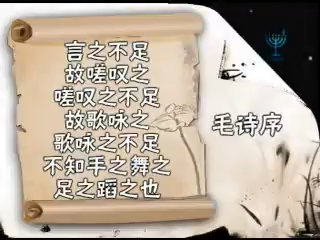 言之不足
故嗟叹之
嗟叹之不足
故歌咏之
歌咏之不足
不知手之舞之
足之蹈之也
毛诗序